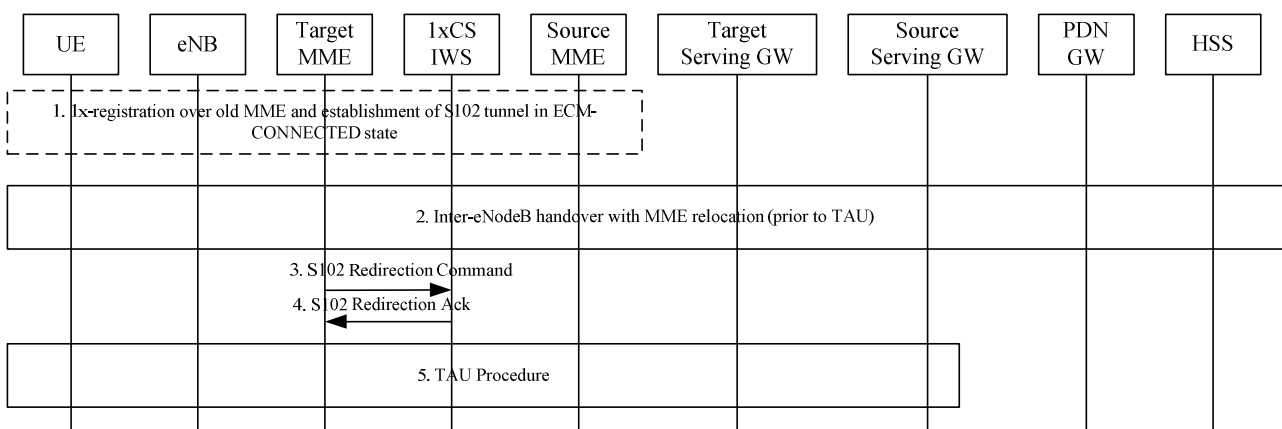 UE
eNB
Target
MME
1xCS
IWS
Source
MME
Target
Serving GW
Source
Serving GW
PDN
GW
HSS
1. 1x-registration over old MME and establishment of S102 tunnel in ECM-
CONNECTED state
2. Inter-eNodeB handover with MME relocation (prior to TAU)
3. S102 Redirection Command
4. S102 Redirection Ack
5. TAU Procedure